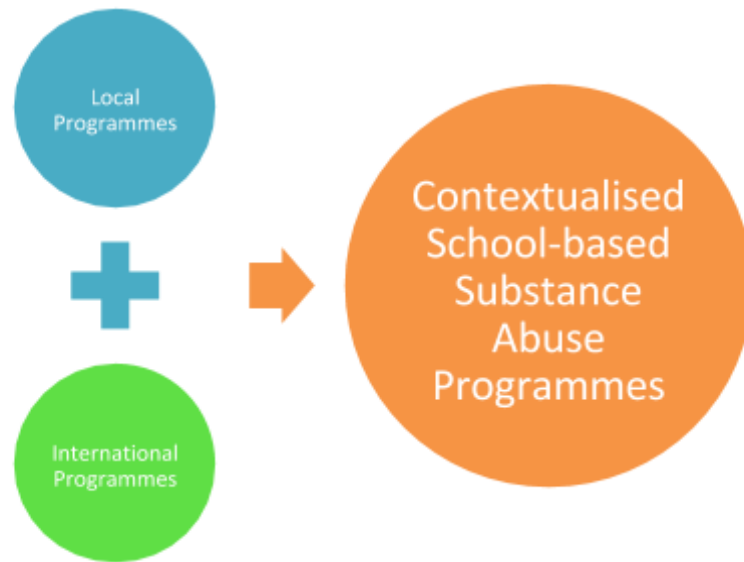 Local
Programmes
International
Programmes
Contextualised
School-based
Substance
Abuse
Programmes